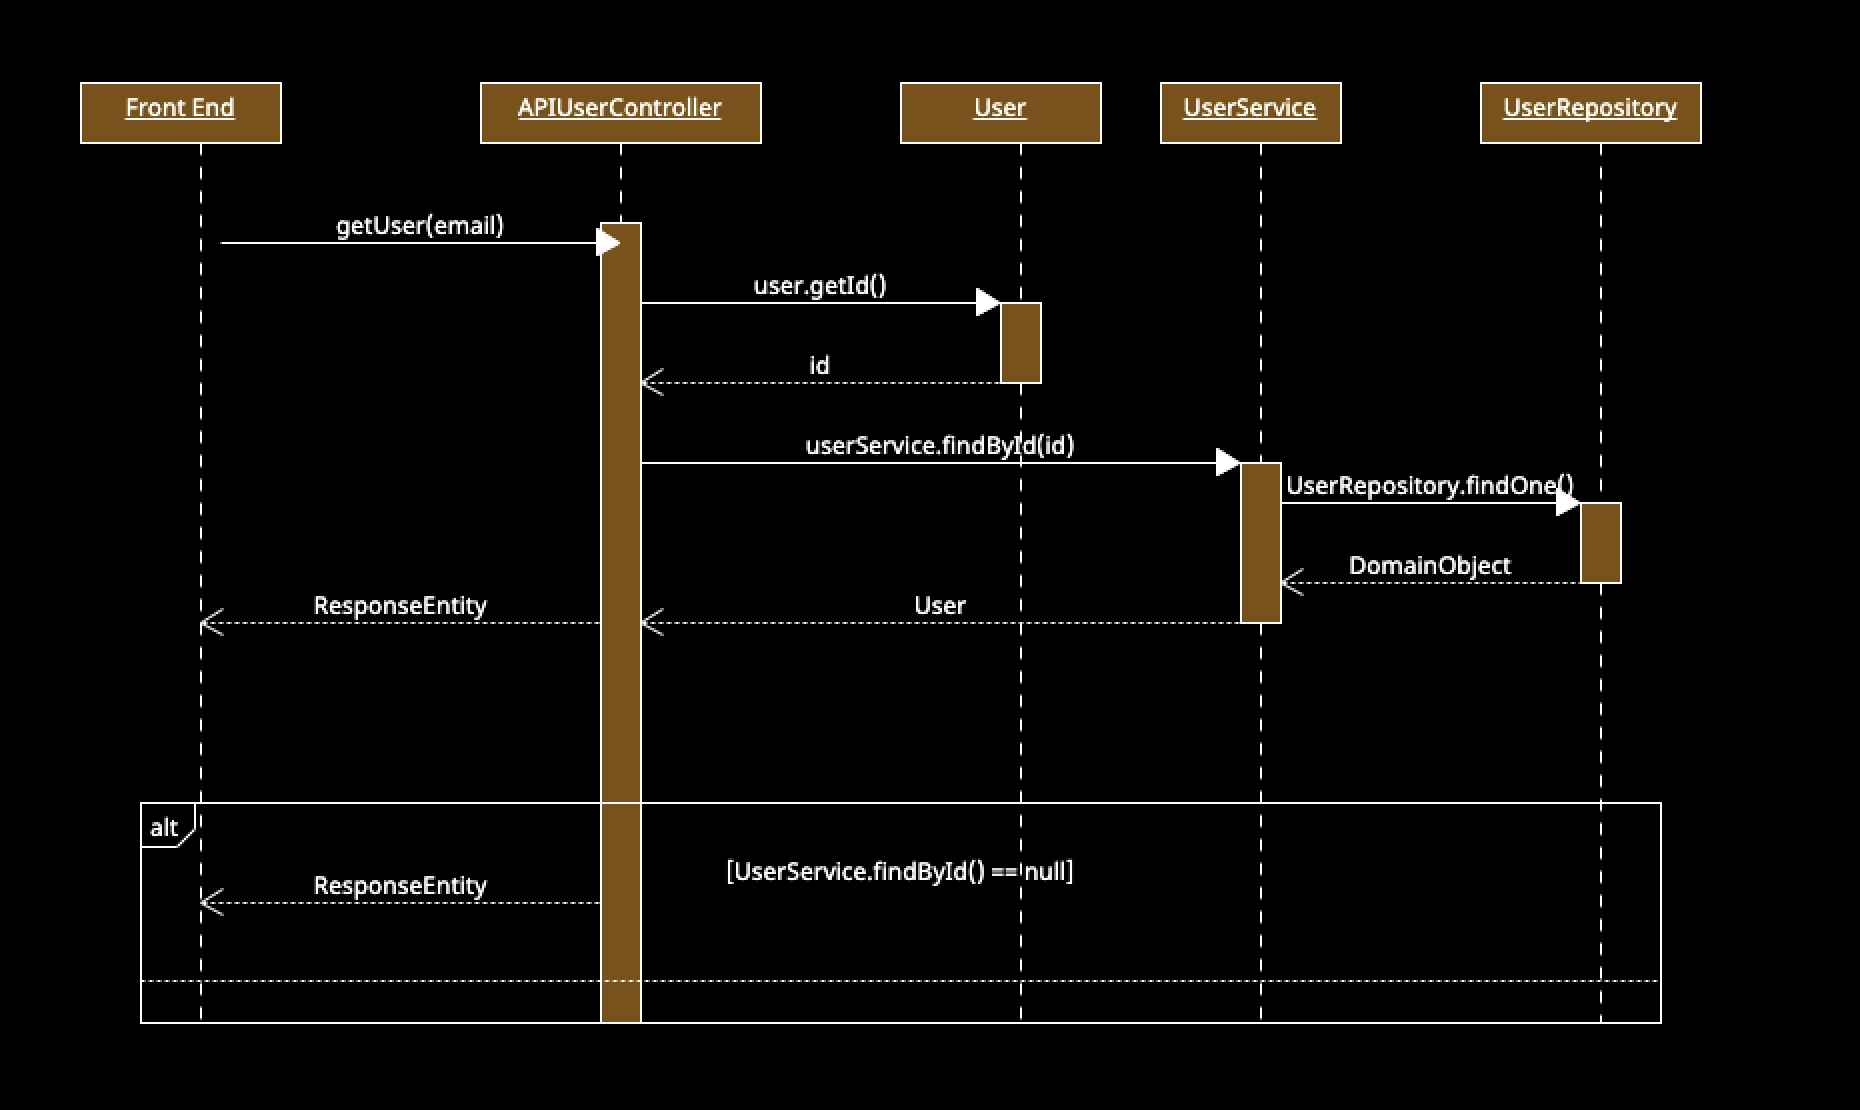 Front End
APIUserController
User
UserService
UserRepository
getUser(email)
user.getId()
id
userService.findById(id)
UserRepository.findOne()
DomainObject
ResponseEntity
User
alt
[UserService.findById() == null]
ResponseEntity